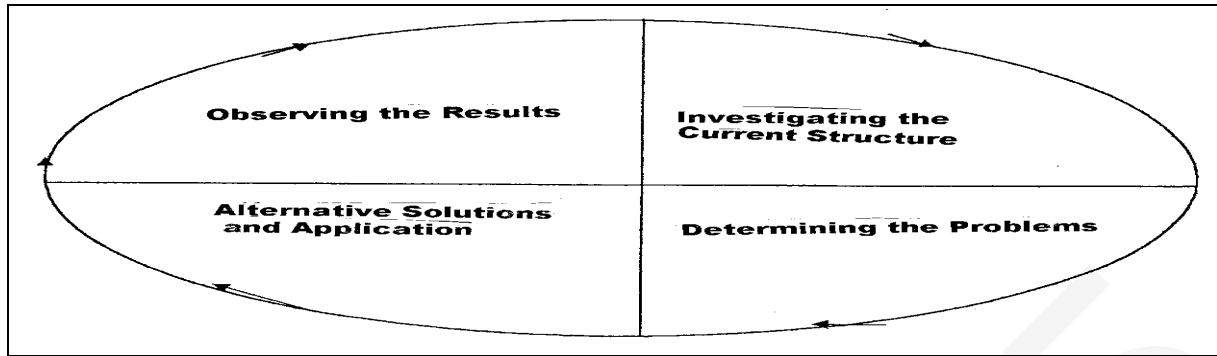 Observing the Results
Investigating the
Current Structure
Alternative Solutions
and Application
Determining the Problems